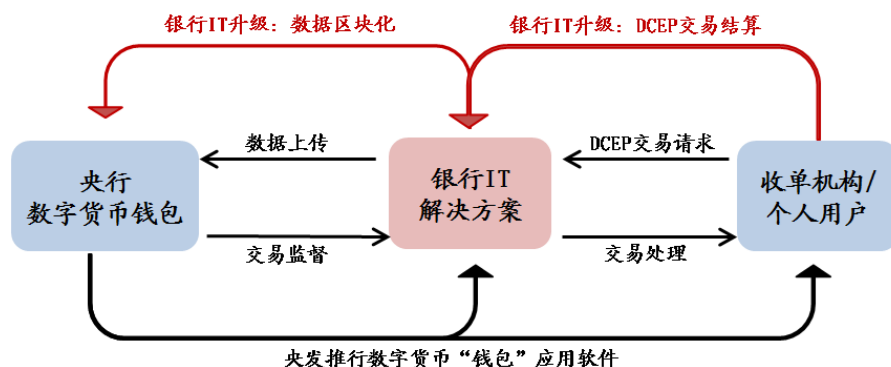 银行IT升级：数据区块化
银行IT升级：DCEP交易结算
数据上传
DCEP交易请求
央行
数字货币钱包
银行IT
解决方案
收单机构/
个人用户
交易监督
交易处理
央发推行数字货币“钱包”应用软件